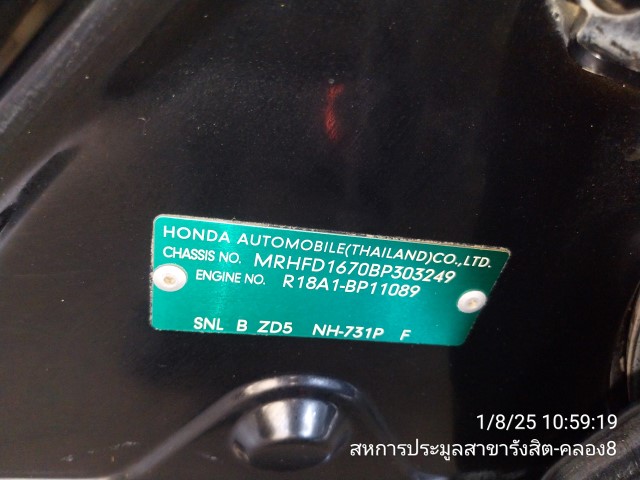 HONDA AUTOMOBILE(THAILAND)CO.,LTD.
CHASSIS NO. MRHFD1670BP303249
ENGINE NO. R18A1-BP11089
SNL B ZD5 NH-731P F
1/8/25 10:59:19
สหการประมูลสาขารังสิต-คลอง8